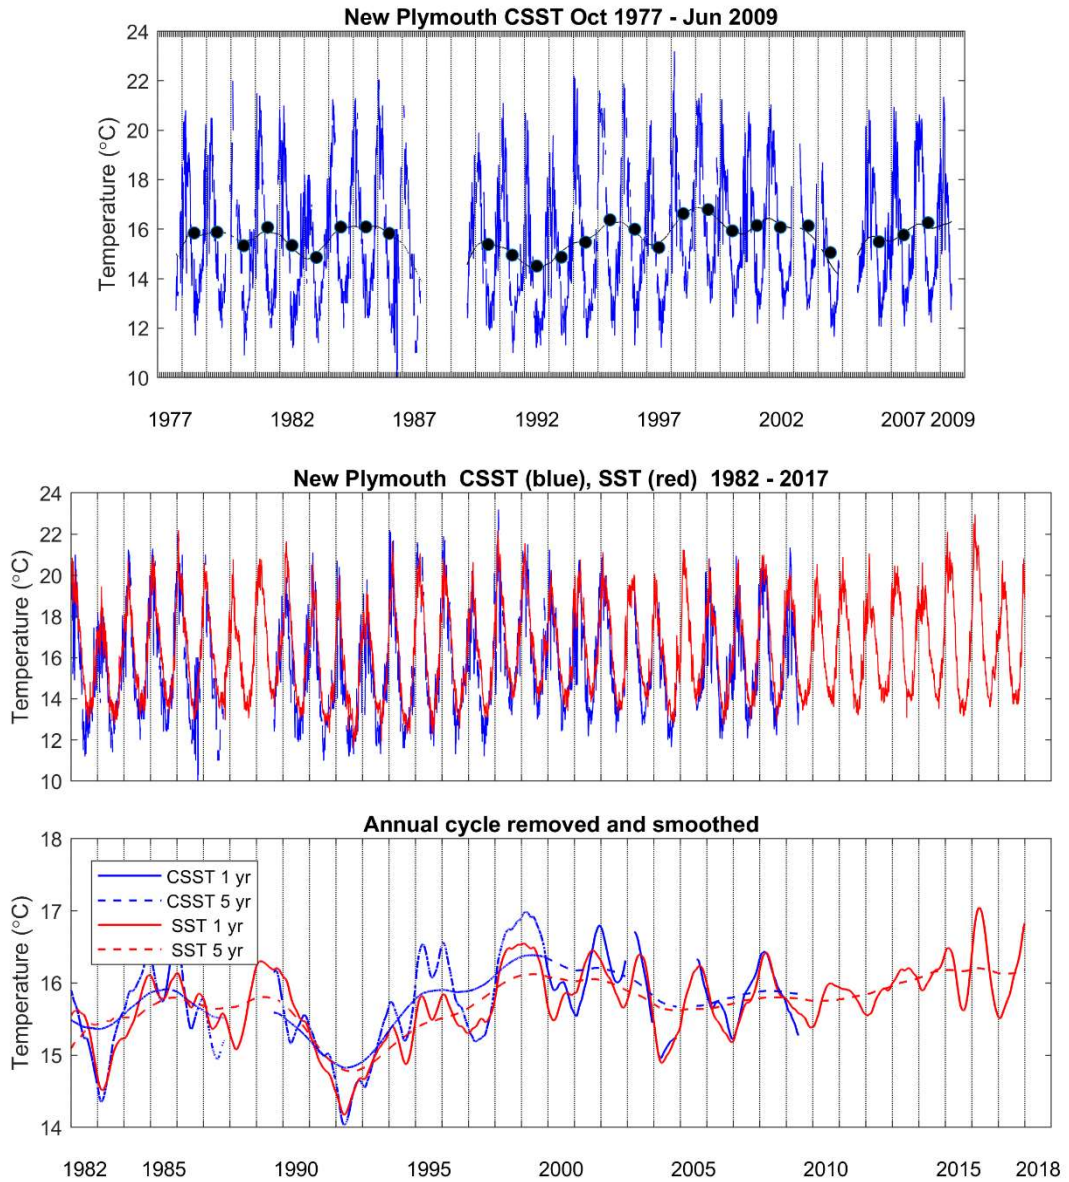 New Plymouth CSST Oct 1977 - Jun 2009
24
22
20
18
16
14
12
10
Temperature (°C)
1977 1982 1987 1992 1997 2002 2007 2009
New Plymouth CSST (blue), SST (red) 1982 - 2017
24
22
20
18
16
14
12
10
Temperature (°C)
Annual cycle removed and smoothed
18
17
16
15
14
Temperature (°C)
CSST 1 yr
CSST 5 yr
SST 1 yr
SST 5 yr
1982 1985 1990 1995 2000 2005 2010 2015 2018